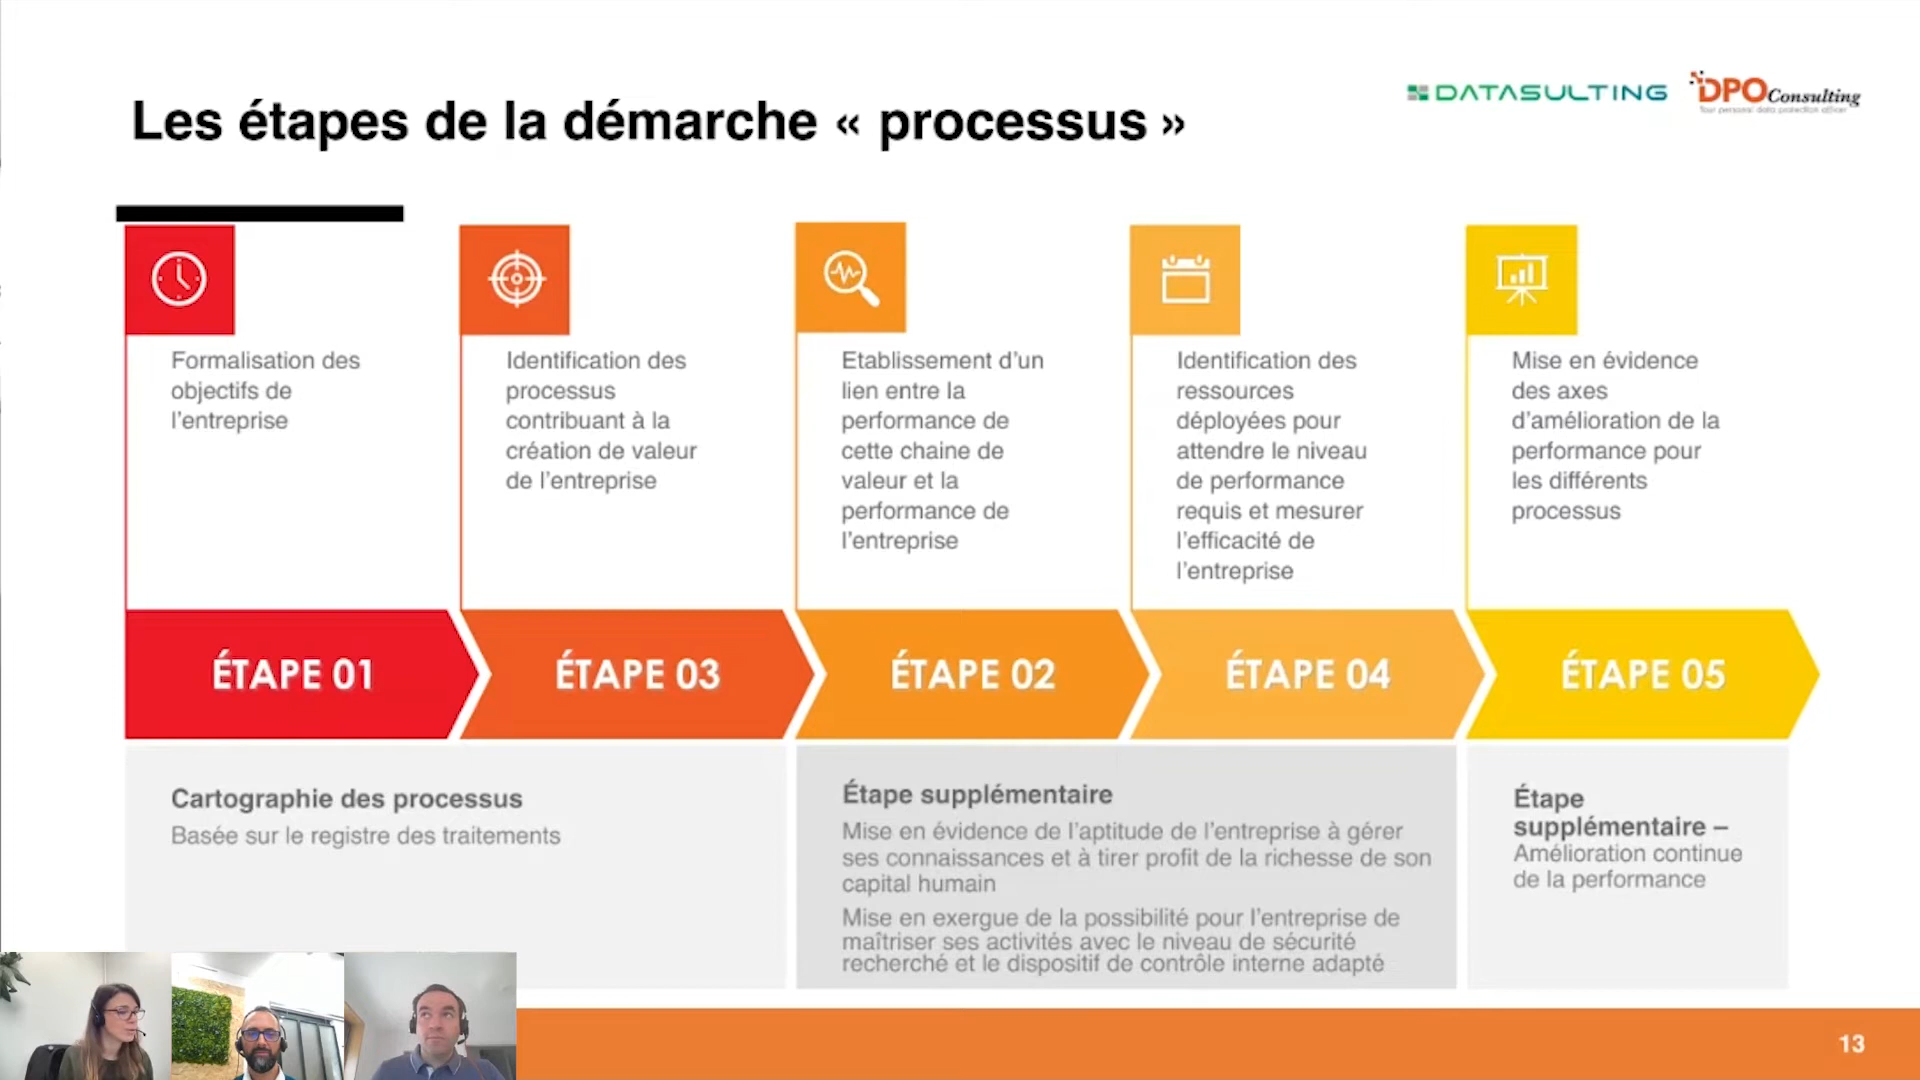 Les étapes de la démarche « processus »
DATASULTING
DPO Consulting
Your personal data protection officer
Formalisation des
objectifs de
l’entreprise
Identification des
processus
contribuant à la
création de valeur
de l’entreprise
Etablissement d’un
lien entre la
performance de
cette chaine de
valeur et la
performance de
l’entreprise
Identification des
ressources
déployées pour
attendre le niveau
de performance
requis et mesurer
l’efficacité de
l’entreprise
Mise en évidence
des axes
d’amélioration de la
performance pour
les différents
processus
ÉTAPE 01
ÉTAPE 03
ÉTAPE 02
ÉTAPE 04
ÉTAPE 05
Cartographie des processus
Basée sur le registre des traitements
Étape supplémentaire
Mise en évidence de l’aptitude de l’entreprise à gérer
ses connaissances et à tirer profit de la richesse de son
capital humain
Mise en exergue de la possibilité pour l’entreprise de
maîtriser ses activités avec le niveau de sécurité
recherché et le dispositif de contrôle interne adapté
Étape
supplémentaire –
Amélioration continue
de la performance
13